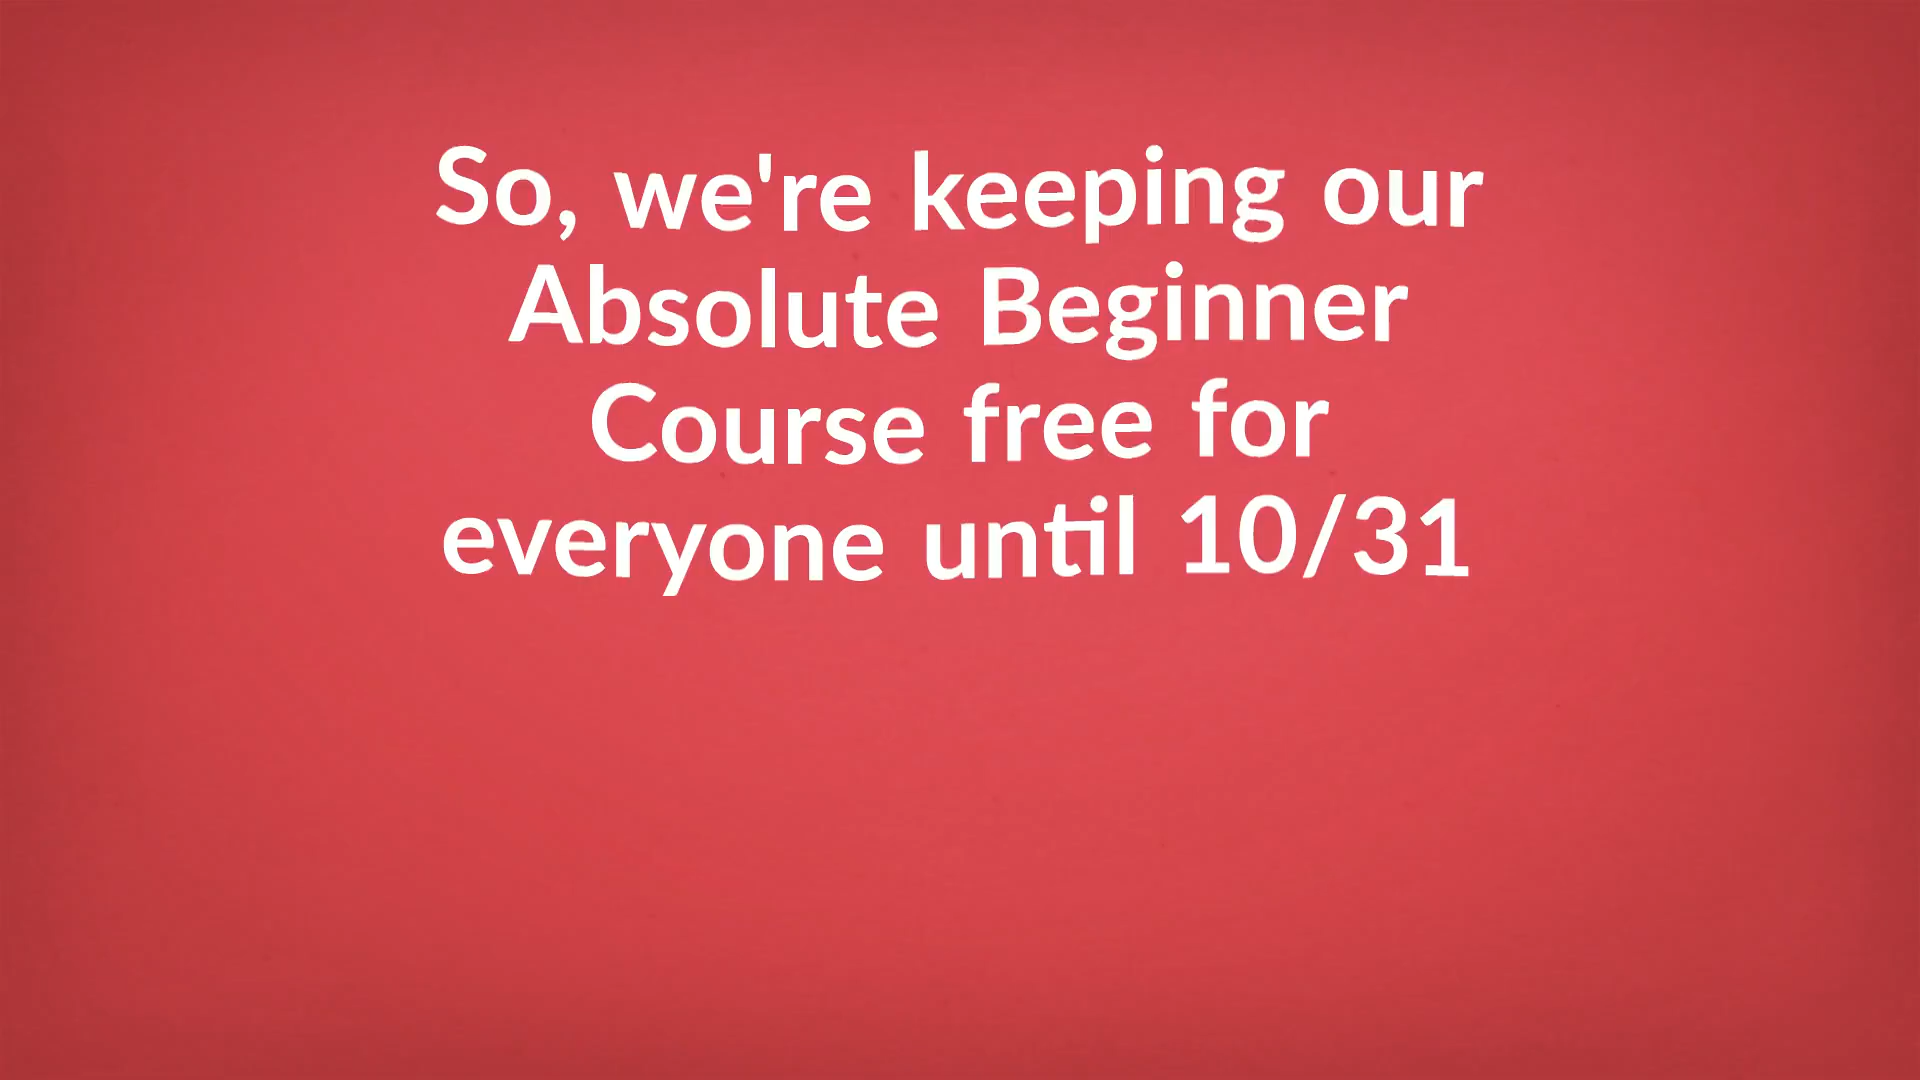 So, we're keeping our
Absolute Beginner
Course free for
everyone until 10/31